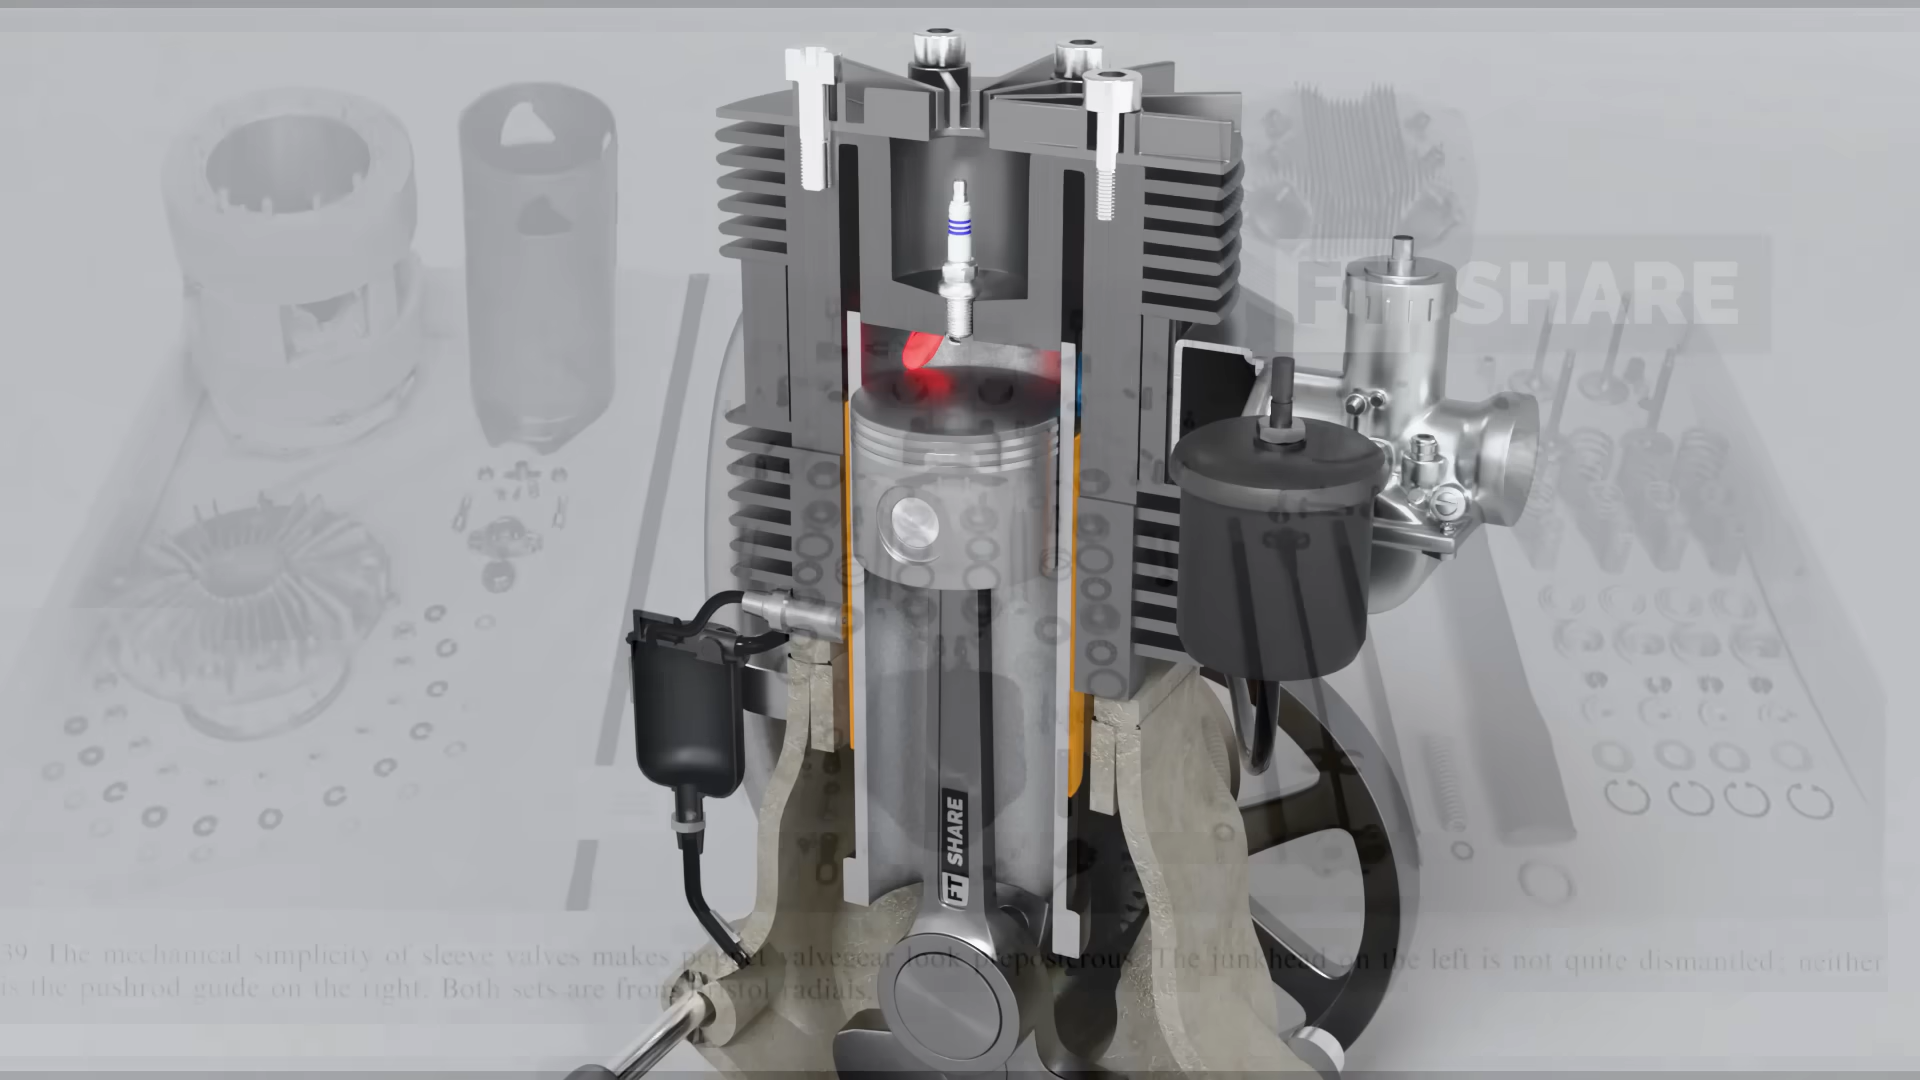 FT SHARE
FT SHARE
39 The mechanical simplicity of sleeve valves makes poppet valvegear look preposterous. The junkhead on the left is not quite dismantled; neither
is the pushrod guide on the right. Both sets are from Bristol radials.